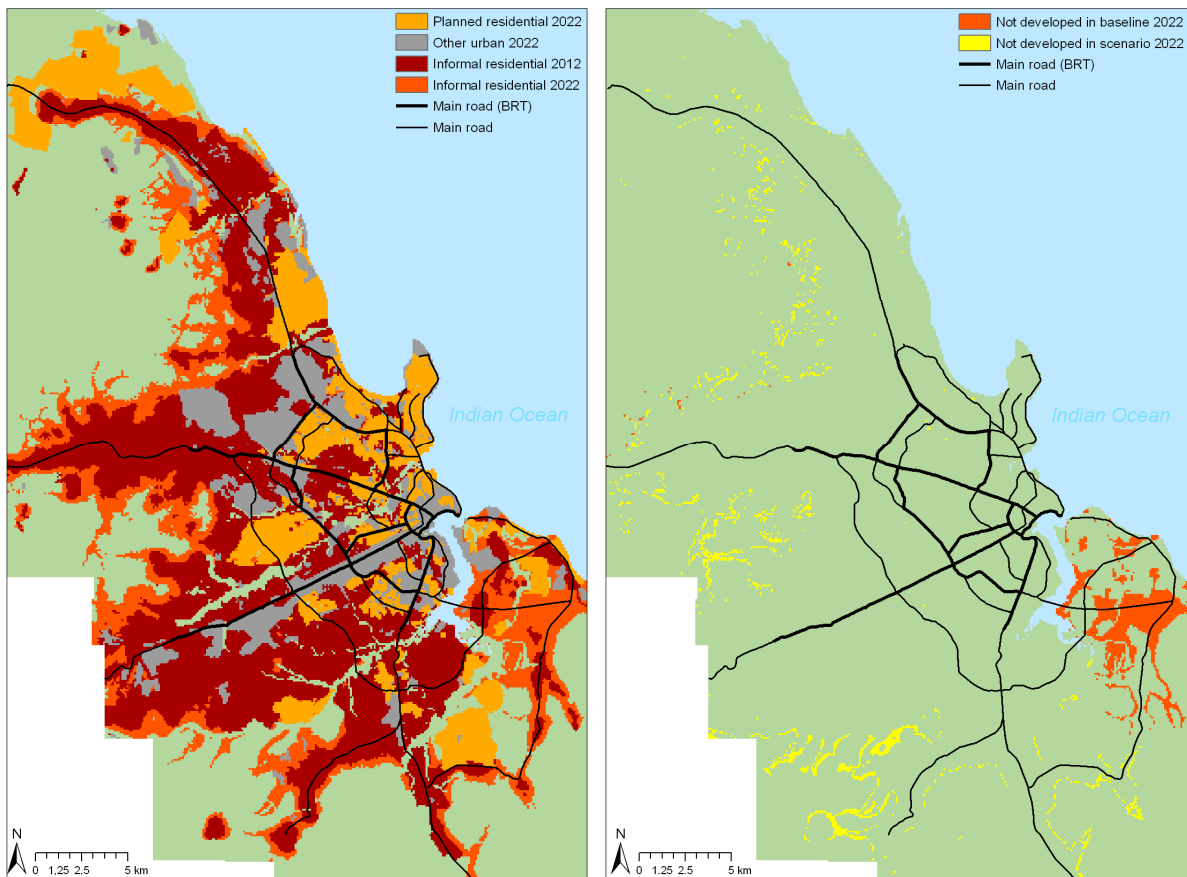 Planned residential 2022
Other urban 2022
Informal residential 2012
Informal residential 2022
Main road (BRT)
Main road
Indian Ocean
N
0 1,25 2,5 5 km
Not developed in baseline 2022
Not developed in scenario 2022
Main road (BRT)
Main road
Indian Ocean
N
0 1.25 2,5 5 km